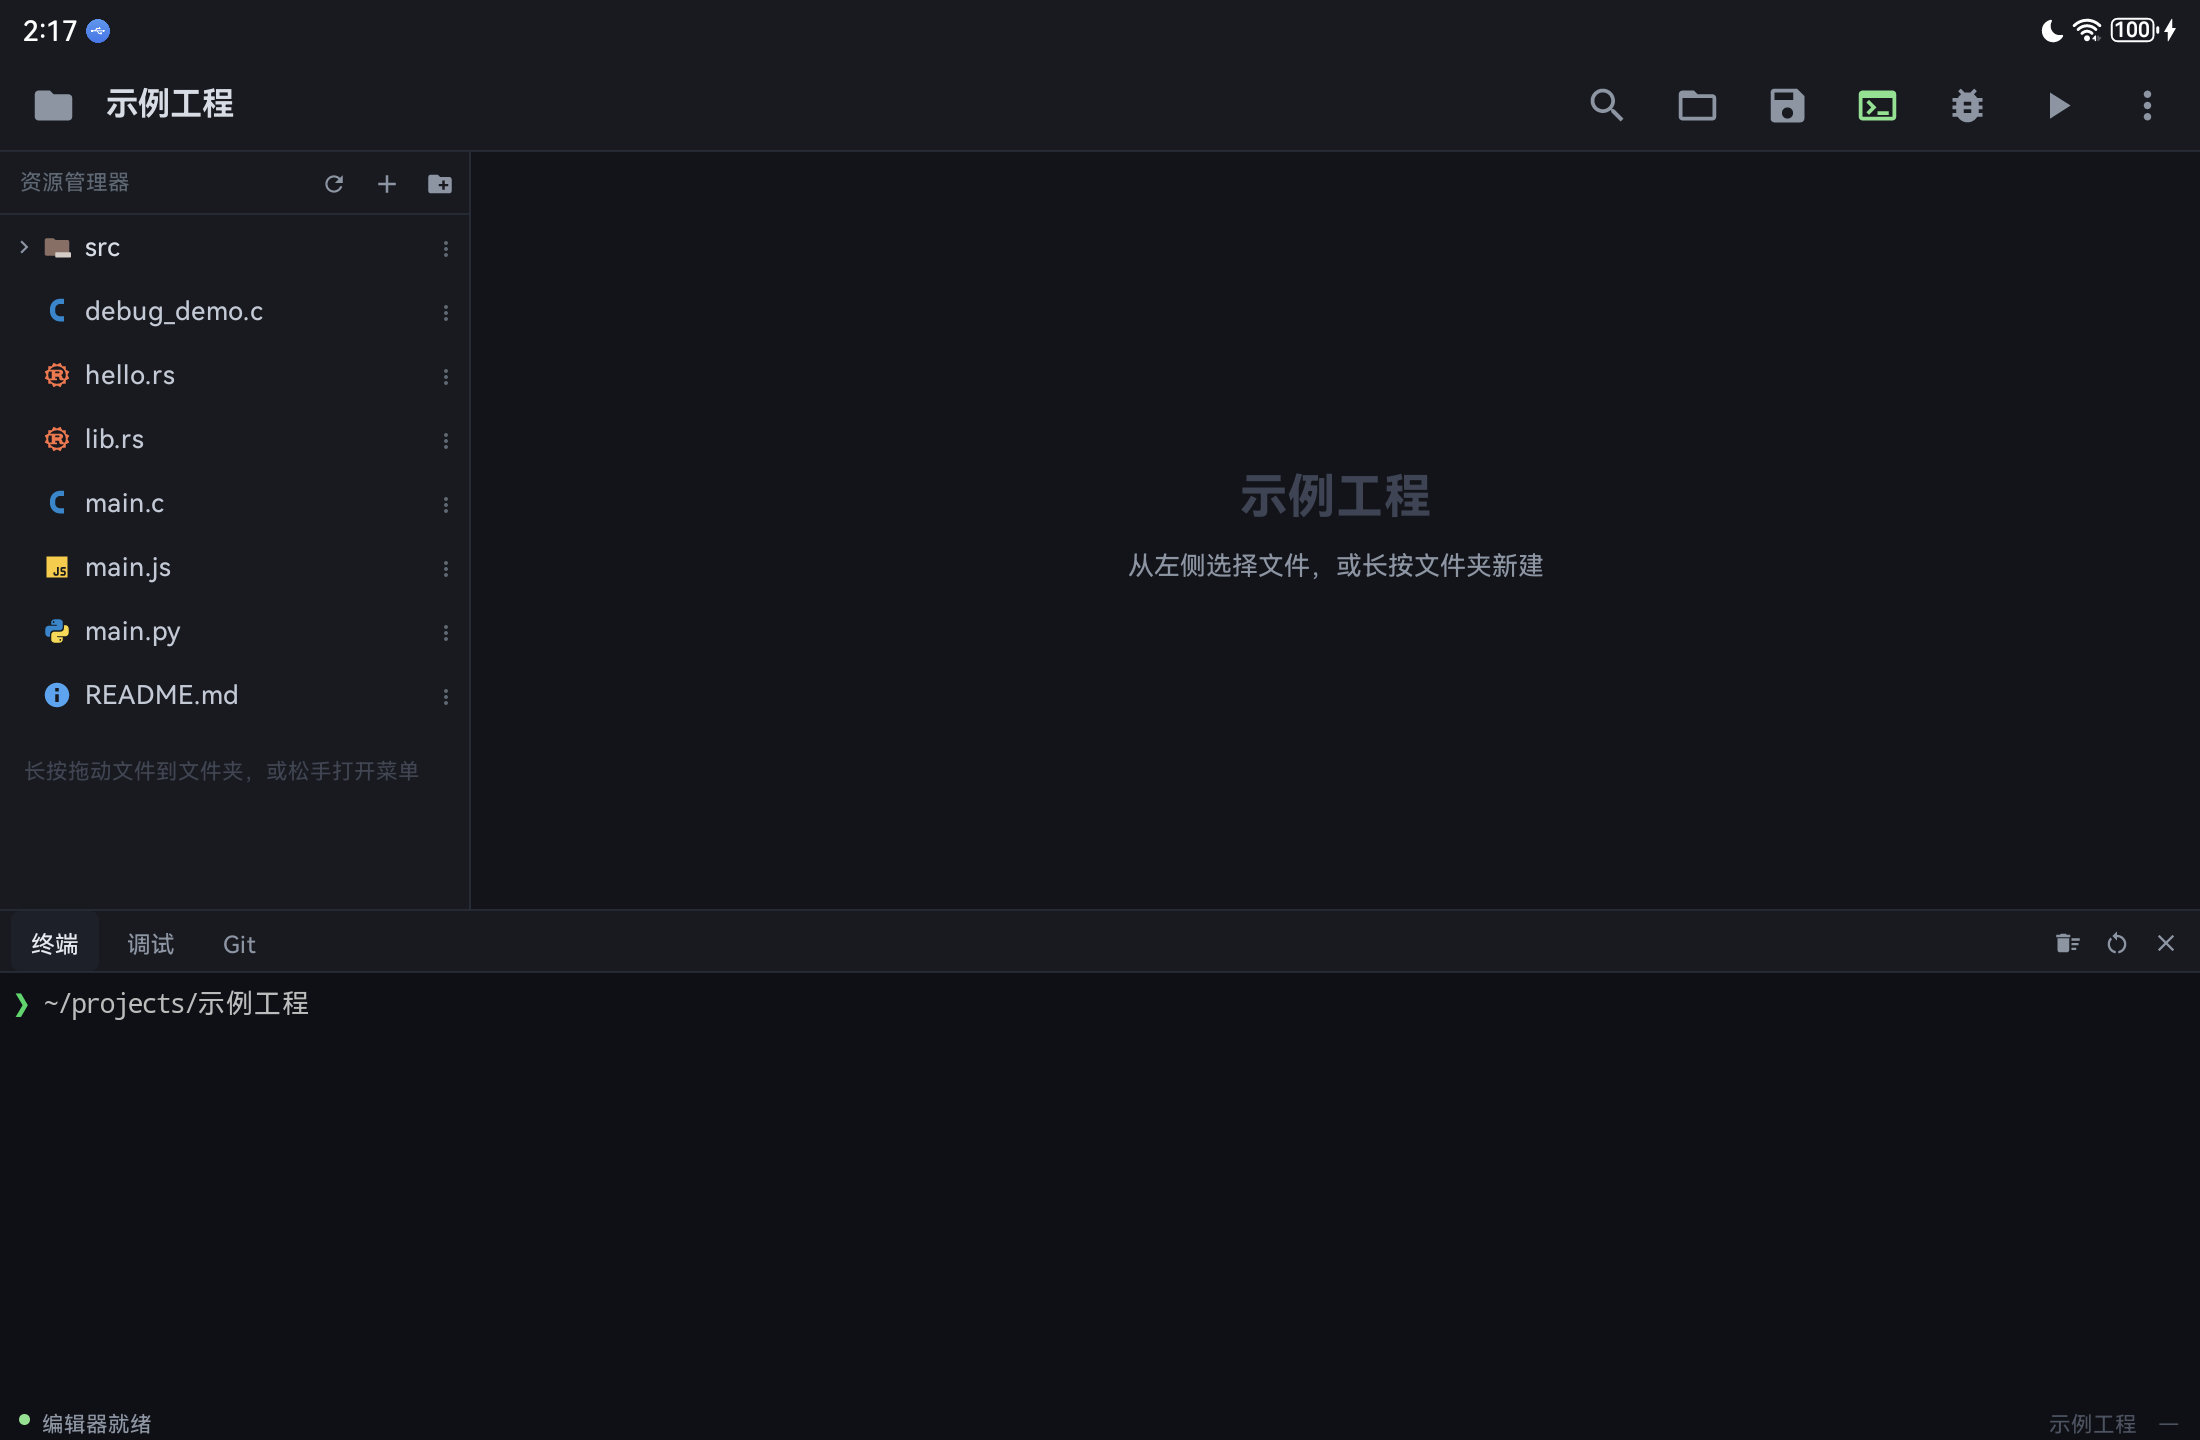 2:17
100
示例工程
资源管理器
src
debug_demo.c
hello.rs
lib.rs
main.c
JS main.js
main.py
README.md
长按拖动文件到文件夹，或松手打开菜单
示例工程
从左侧选择文件，或长按文件夹新建
终端 调试 Git
❯ ~/projects/示例工程
编辑器就绪
示例工程 —